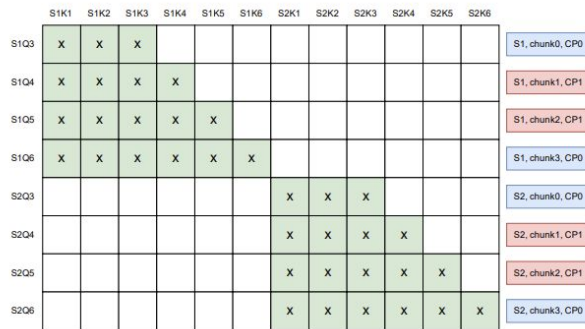 S1K1 S1K2 S1K3 S1K4 S1K5 S1K6 S2K1 S2K2 S2K3 S2K4 S2K5 S2K6
S1Q3 X X X S1, chunk0, CP0
S1Q4 X X X X S1, chunk1, CP1
S1Q5 X X X X X S1, chunk2, CP1
S1Q6 X X X X X X S1, chunk3, CP0
S2Q3 X X X S2, chunk0, CP0
S2Q4 X X X X S2, chunk1, CP1
S2Q5 X X X X X S2, chunk2, CP1
S2Q6 X X X X X X S2, chunk3, CP0